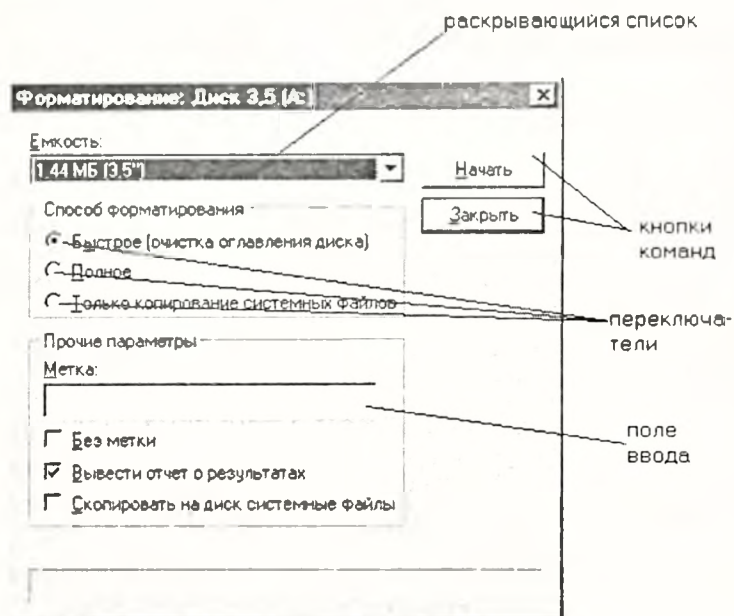 раскрывающийся список
Форматирование: Диск 3,5 (A:)
Емкость:
1.44 МБ (3.5")
Начать
Способ форматирования
Закрыть
Быстрое (очистка оглавления диска)
кнопки
команд
Полное
Только копирование системных файлов
переключа-
тели
Прочие параметры
Метка:
поле
ввода
Без метки
Вывести отчет о результатах
Скопировать на диск системные файлы